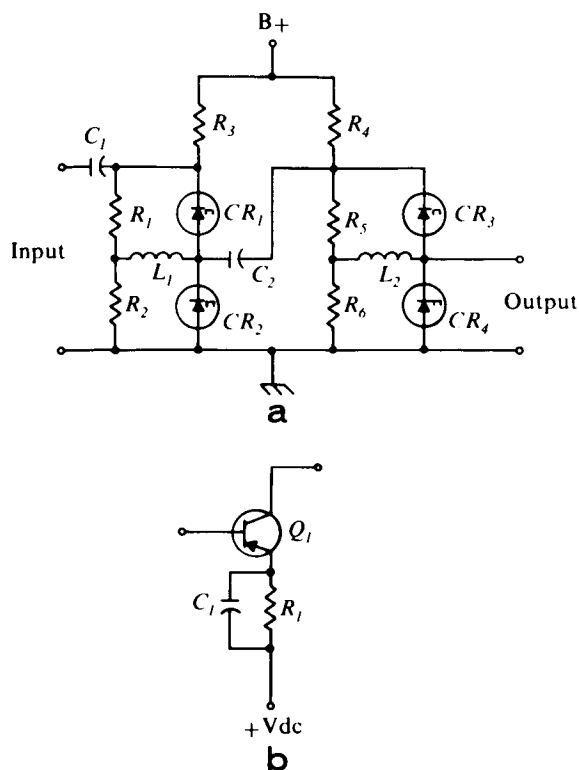 B+
R3
R4
C1
R1
CR1
R5
CR3
Input
L1
C2
L2
R2
CR2
R6
CR4
Output
a
Q1
C1
R1
+Vdc
b